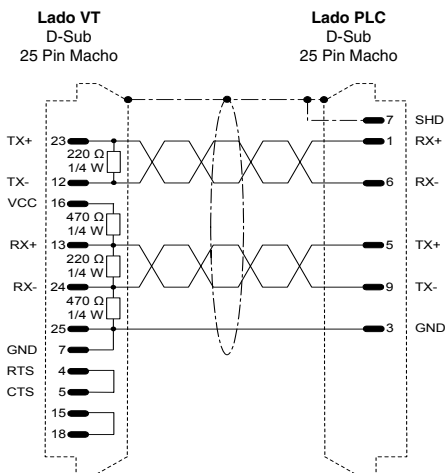 Lado VT
D-Sub
25 Pin Macho
Lado PLC
D-Sub
25 Pin Macho
7 SHD
TX+ 23
1 RX+
220 Ω
1/4 W
TX- 12
6 RX-
VCC 16
470 Ω
1/4 W
RX+ 13
5 TX+
220 Ω
1/4 W
RX- 24
9 TX-
470 Ω
1/4 W
25
3 GND
GND 7
RTS 4
CTS 5
15
18